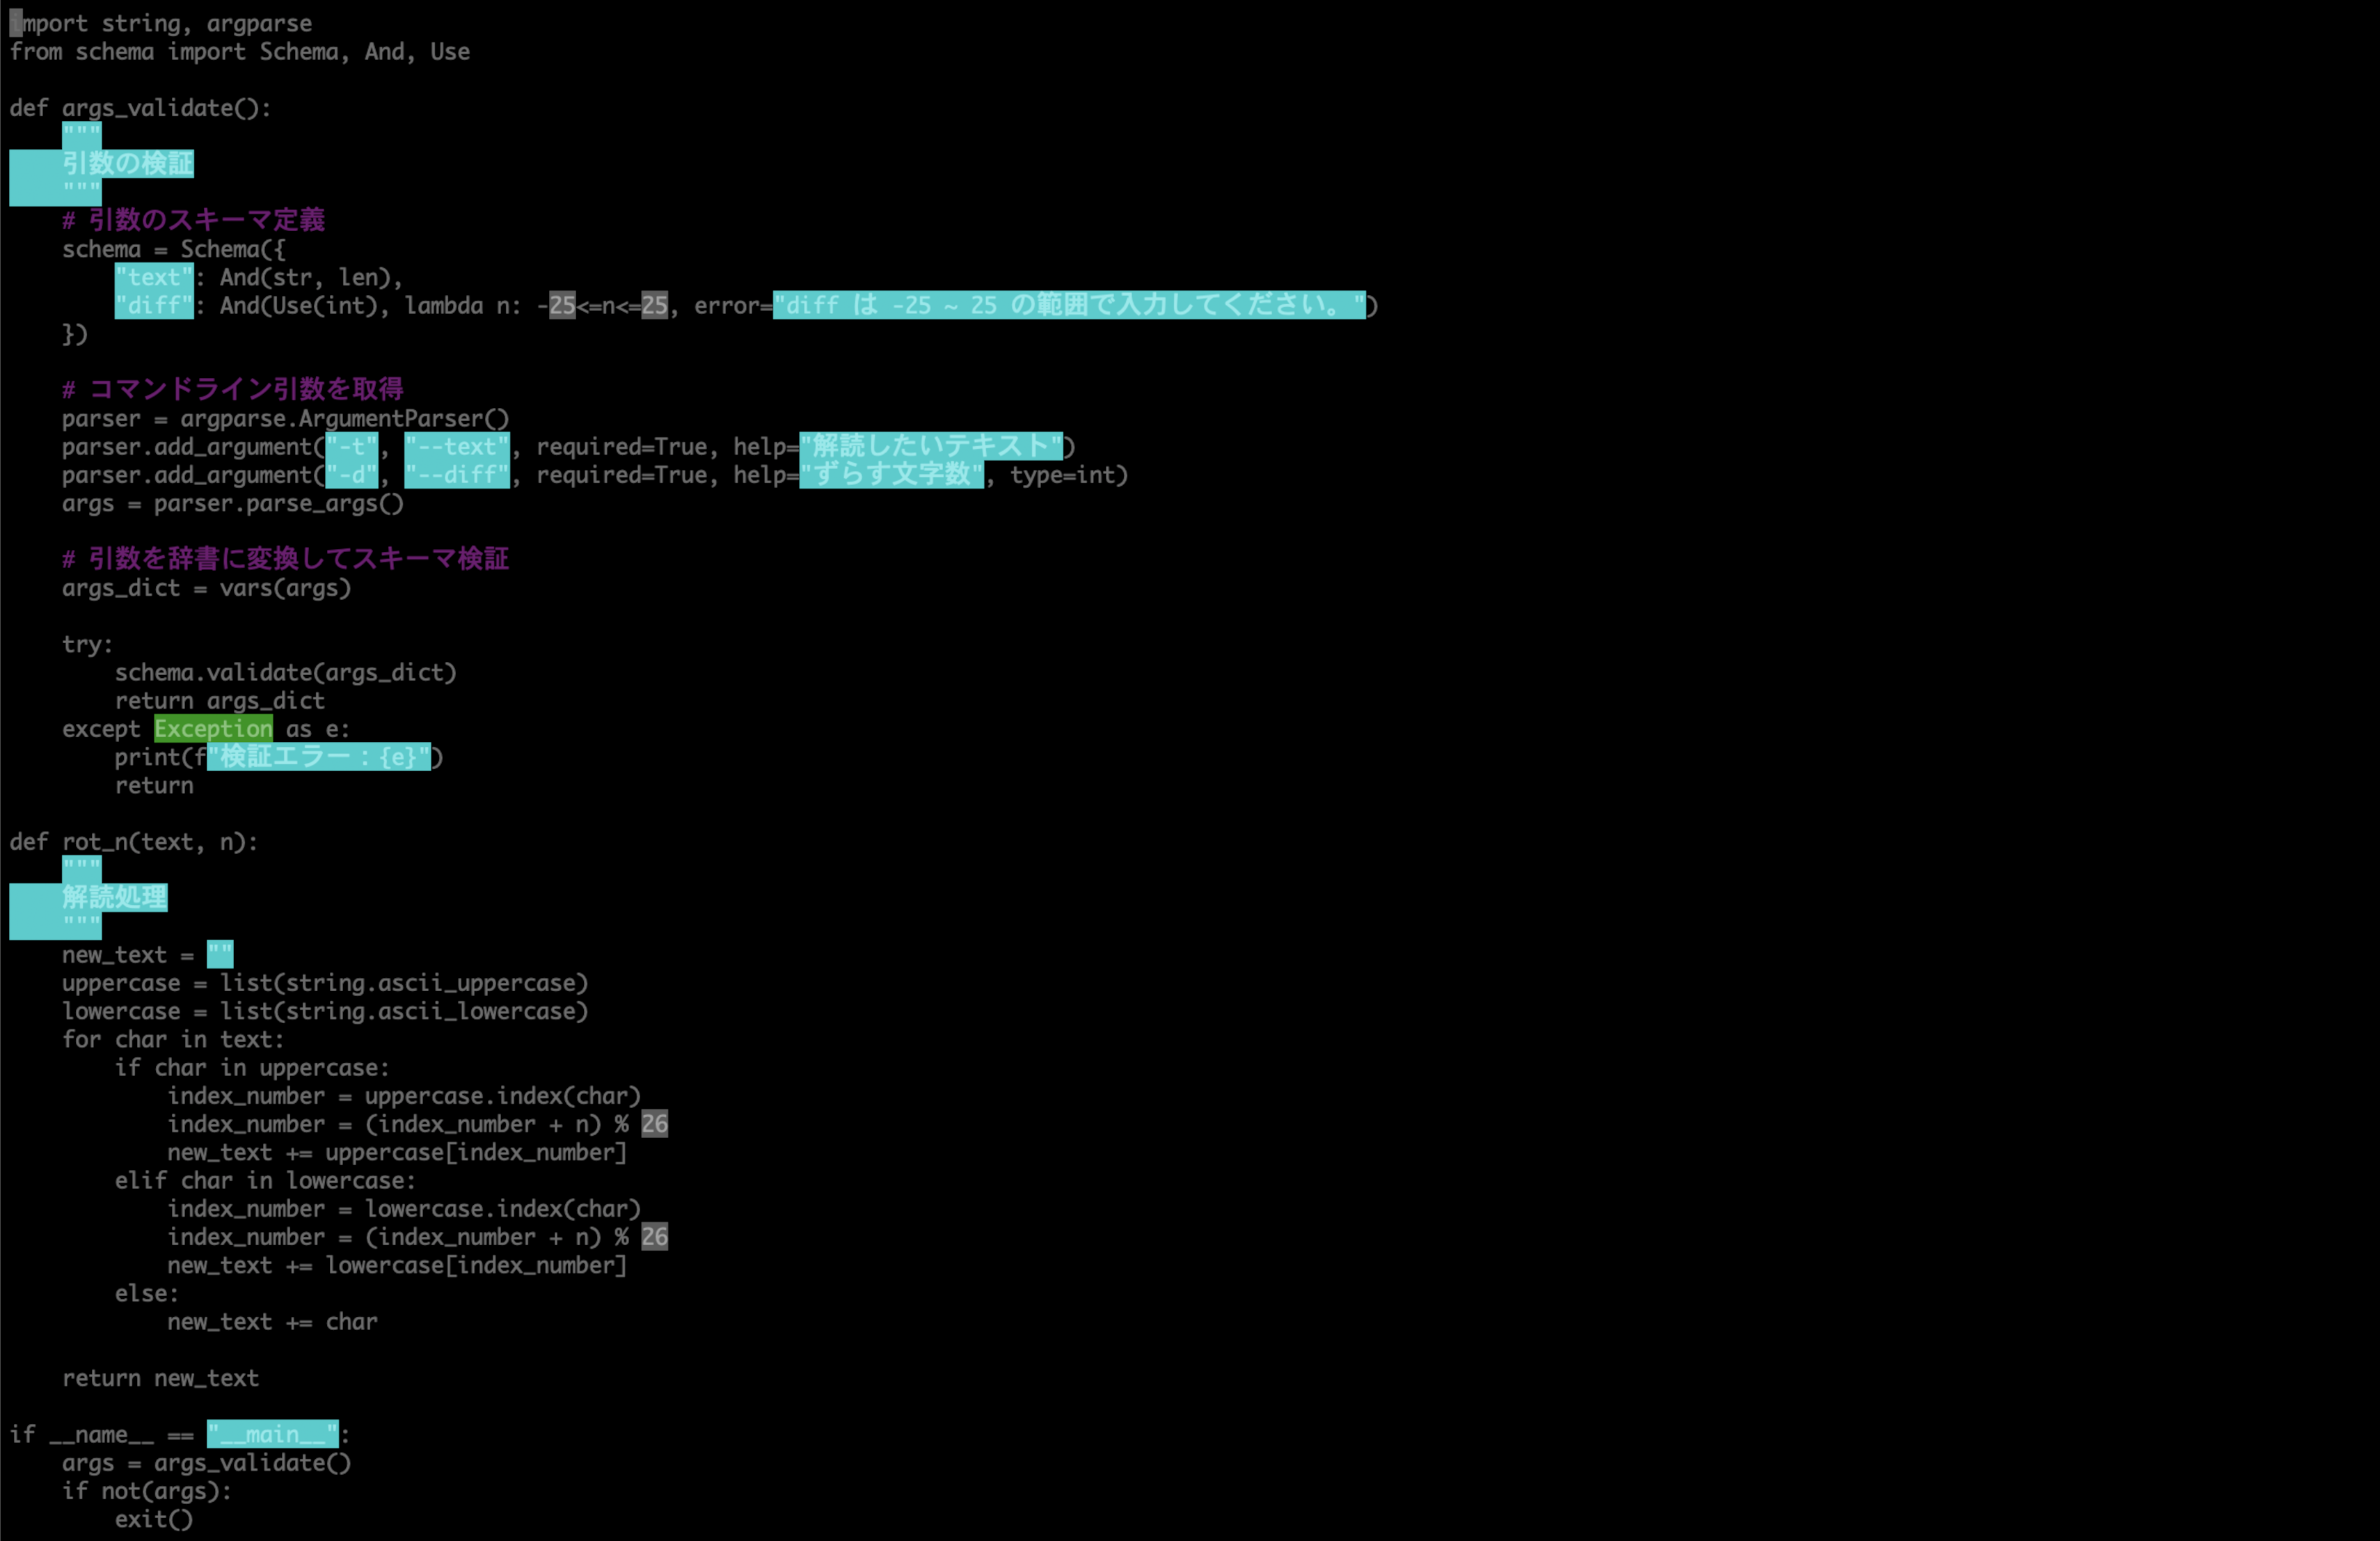 import string, argparse
from schema import Schema, And, Use

def args_validate():
    """
    引数の検証
    """
    # 引数のスキーマ定義
    schema = Schema({
        "text": And(str, len),
        "diff": And(Use(int), lambda n: -25<=n<=25, error="diff は -25 ~ 25 の範囲で入力してください。")
    })

    # コマンドライン引数を取得
    parser = argparse.ArgumentParser()
    parser.add_argument("-t", "--text", required=True, help="解読したいテキスト")
    parser.add_argument("-d", "--diff", required=True, help="ずらす文字数", type=int)
    args = parser.parse_args()

    # 引数を辞書に変換してスキーマ検証
    args_dict = vars(args)

    try:
        schema.validate(args_dict)
        return args_dict
    except Exception as e:
        print(f"検証エラー：{e}")
        return

def rot_n(text, n):
    """
    解読処理
    """
    new_text = ""
    uppercase = list(string.ascii_uppercase)
    lowercase = list(string.ascii_lowercase)
    for char in text:
        if char in uppercase:
            index_number = uppercase.index(char)
            index_number = (index_number + n) % 26
            new_text += uppercase[index_number]
        elif char in lowercase:
            index_number = lowercase.index(char)
            index_number = (index_number + n) % 26
            new_text += lowercase[index_number]
        else:
            new_text += char

    return new_text

if __name__ == "__main__":
    args = args_validate()
    if not(args):
        exit()